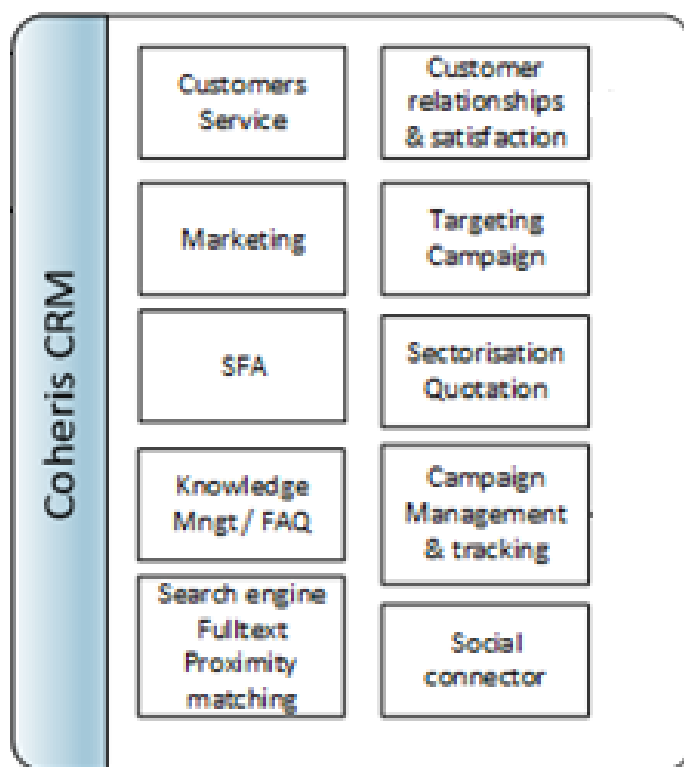 Coheris CRM
Customers
Service
Customer
relationships
& satisfaction
Marketing
Targeting
Campaign
SFA
Sectorisation
Quotation
Knowledge
Mngt / FAQ
Campaign
Management
& tracking
Search engine
Fulltext
Proximity
matching
Social
connector